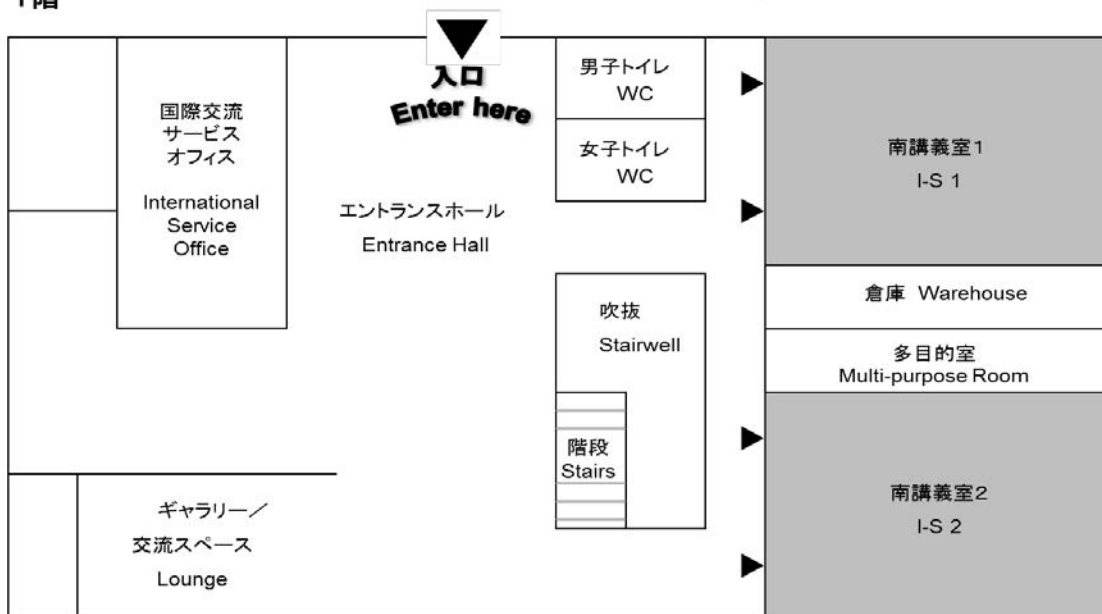 1階
入口
Enter here
国際交流
サービス
オフィス
International
Service
Office
エントランスホール
Entrance Hall
男子トイレ
WC
女子トイレ
WC
南講義室1
I-S 1
倉庫 Warehouse
多目的室
Multi-purpose Room
吹抜
Stairwell
階段
Stairs
南講義室2
I-S 2
ギャラリー／
交流スペース
Lounge